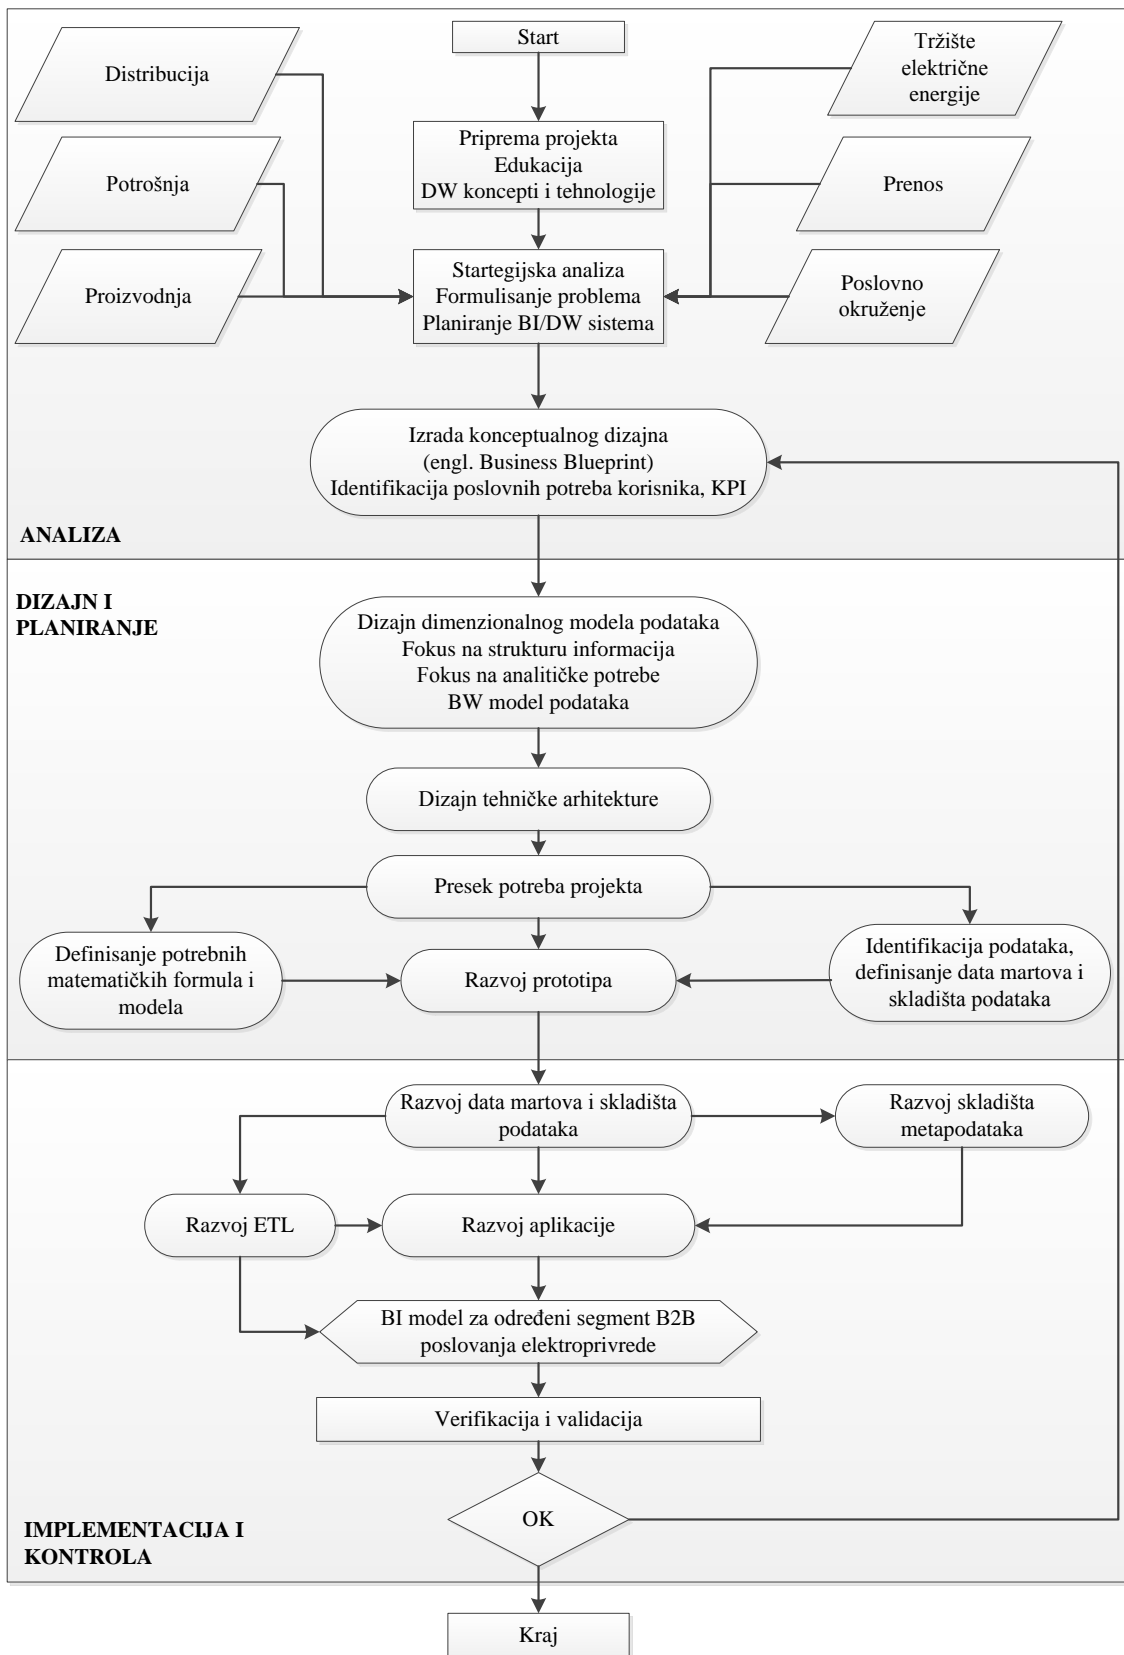 Start
Distribucija
Tržište
električne
energije
Priprema projekta
Edukacija
DW koncepti i tehnologije
Potrošnja
Prenos
Startegijska analiza
Formulisanje problema
Planiranje BI/DW sistema
Proizvodnja
Poslovno
okruženje
Izrada konceptualnog dizajna
(engl. Business Blueprint)
Identifikacija poslovnih potreba korisnika, KPI
ANALIZA
DIZAJN I
PLANIRANJE
Dizajn dimenzionalnog modela podataka
Fokus na strukturu informacija
Fokus na analitičke potrebe
BW model podataka
Dizajn tehničke arhitekture
Presek potreba projekta
Definisanje potrebnih
matematičkih formula i
modela
Razvoj prototipa
Identifikacija podataka,
definisanje data martova i
skladišta podataka
Razvoj data martova i skladišta
podataka
Razvoj skladišta
metapodataka
Razvoj ETL
Razvoj aplikacije
BI model za određeni segment B2B
poslovanja elektroprivrede
Verifikacija i validacija
OK
IMPLEMENTACIJA I
KONTROLA
Kraj